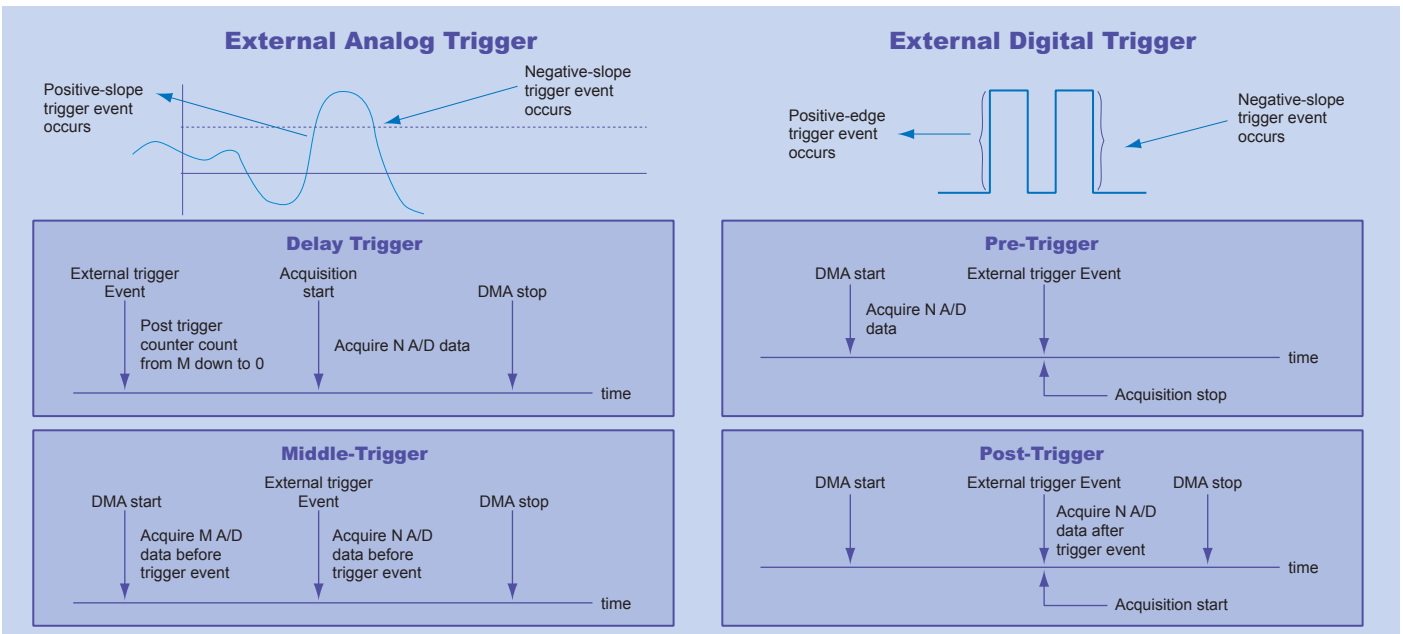 External Analog Trigger
Positive-slope
trigger event
occurs
Negative-slope
trigger event
occurs
External Digital Trigger
Positive-edge
trigger event
occurs
Negative-slope
trigger event
occurs
Delay Trigger
External trigger
Event
Acquisition
start
DMA stop
Post trigger
counter count
from M down to 0
Acquire N A/D data
time
Pre-Trigger
DMA start
External trigger Event
Acquire N A/D
data
time
Acquisition stop
Middle-Trigger
DMA start
External trigger
Event
DMA stop
Acquire M A/D
data before
trigger event
Acquire N A/D
data before
trigger event
time
Post-Trigger
DMA start
External trigger Event
DMA stop
Acquire N A/D
data after
trigger event
time
Acquisition start